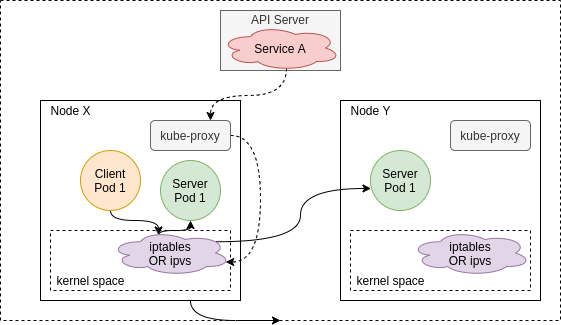 API Server
Service A
Node X
kube-proxy
Client
Pod 1
Server
Pod 1
iptables
OR ipvs
kernel space
Node Y
kube-proxy
Server
Pod 1
iptables
OR ipvs
kernel space